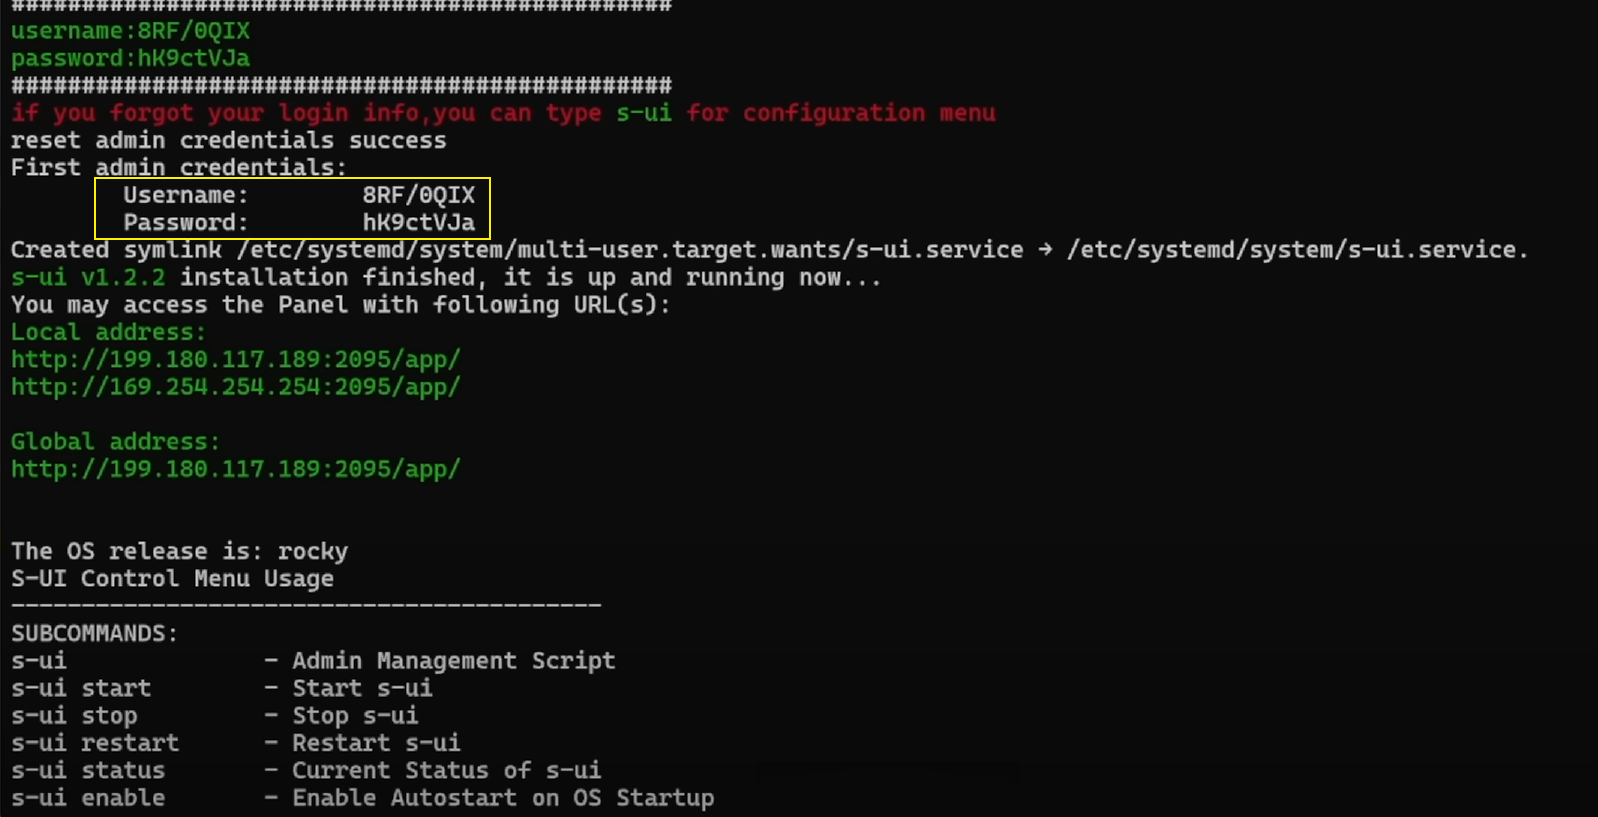 ###############################################
username:8RF/0QIX
password:hK9ctVJa
###############################################
if you forgot your login info,you can type s-ui for configuration menu
reset admin credentials success
First admin credentials:
Username: 8RF/0QIX
Password: hK9ctVJa
Created symlink /etc/systemd/system/multi-user.target.wants/s-ui.service → /etc/systemd/system/s-ui.service.
s-ui v1.2.2 installation finished, it is up and running now...
You may access the Panel with following URL(s):
Local address:
http://199.180.117.189:2095/app/
http://169.254.254.254:2095/app/
Global address:
http://199.180.117.189:2095/app/
The OS release is: rocky
S-UI Control Menu Usage
------------------------------------------
SUBCOMMANDS:
s-ui - Admin Management Script
s-ui start - Start s-ui
s-ui stop - Stop s-ui
s-ui restart - Restart s-ui
s-ui status - Current Status of s-ui
s-ui enable - Enable Autostart on OS Startup